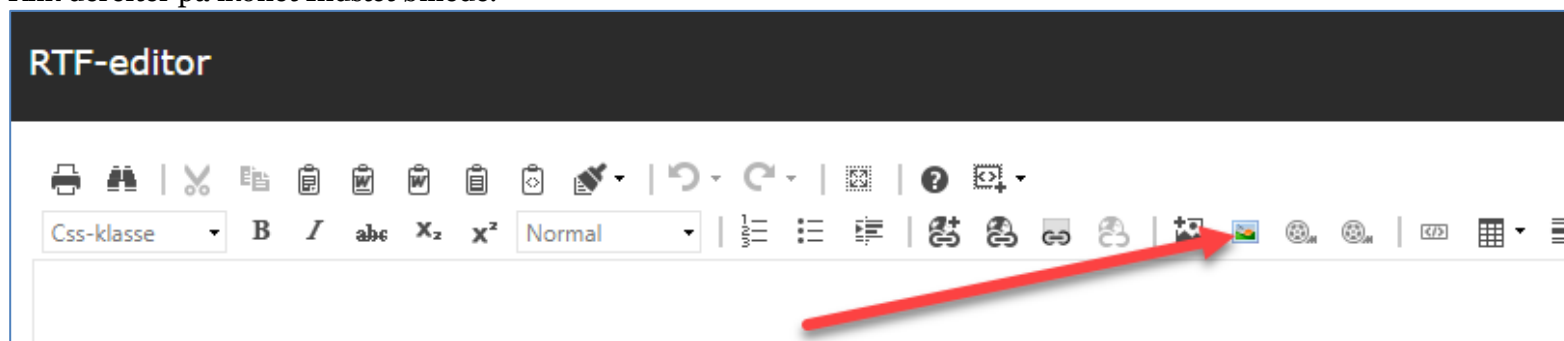 RTF-editor
Css-klasse B I abc X₂ X² Normal